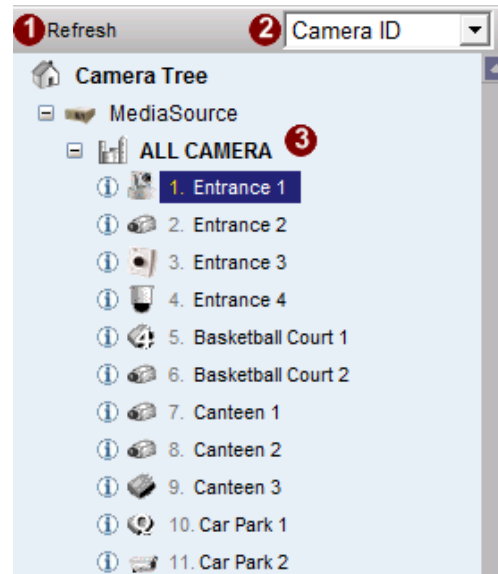 1 Refresh 2 Camera ID
Camera Tree
MediaSource
ALL CAMERA 3
1. Entrance 1
2. Entrance 2
3. Entrance 3
4. Entrance 4
5. Basketball Court 1
6. Basketball Court 2
7. Canteen 1
8. Canteen 2
9. Canteen 3
10. Car Park 1
11. Car Park 2